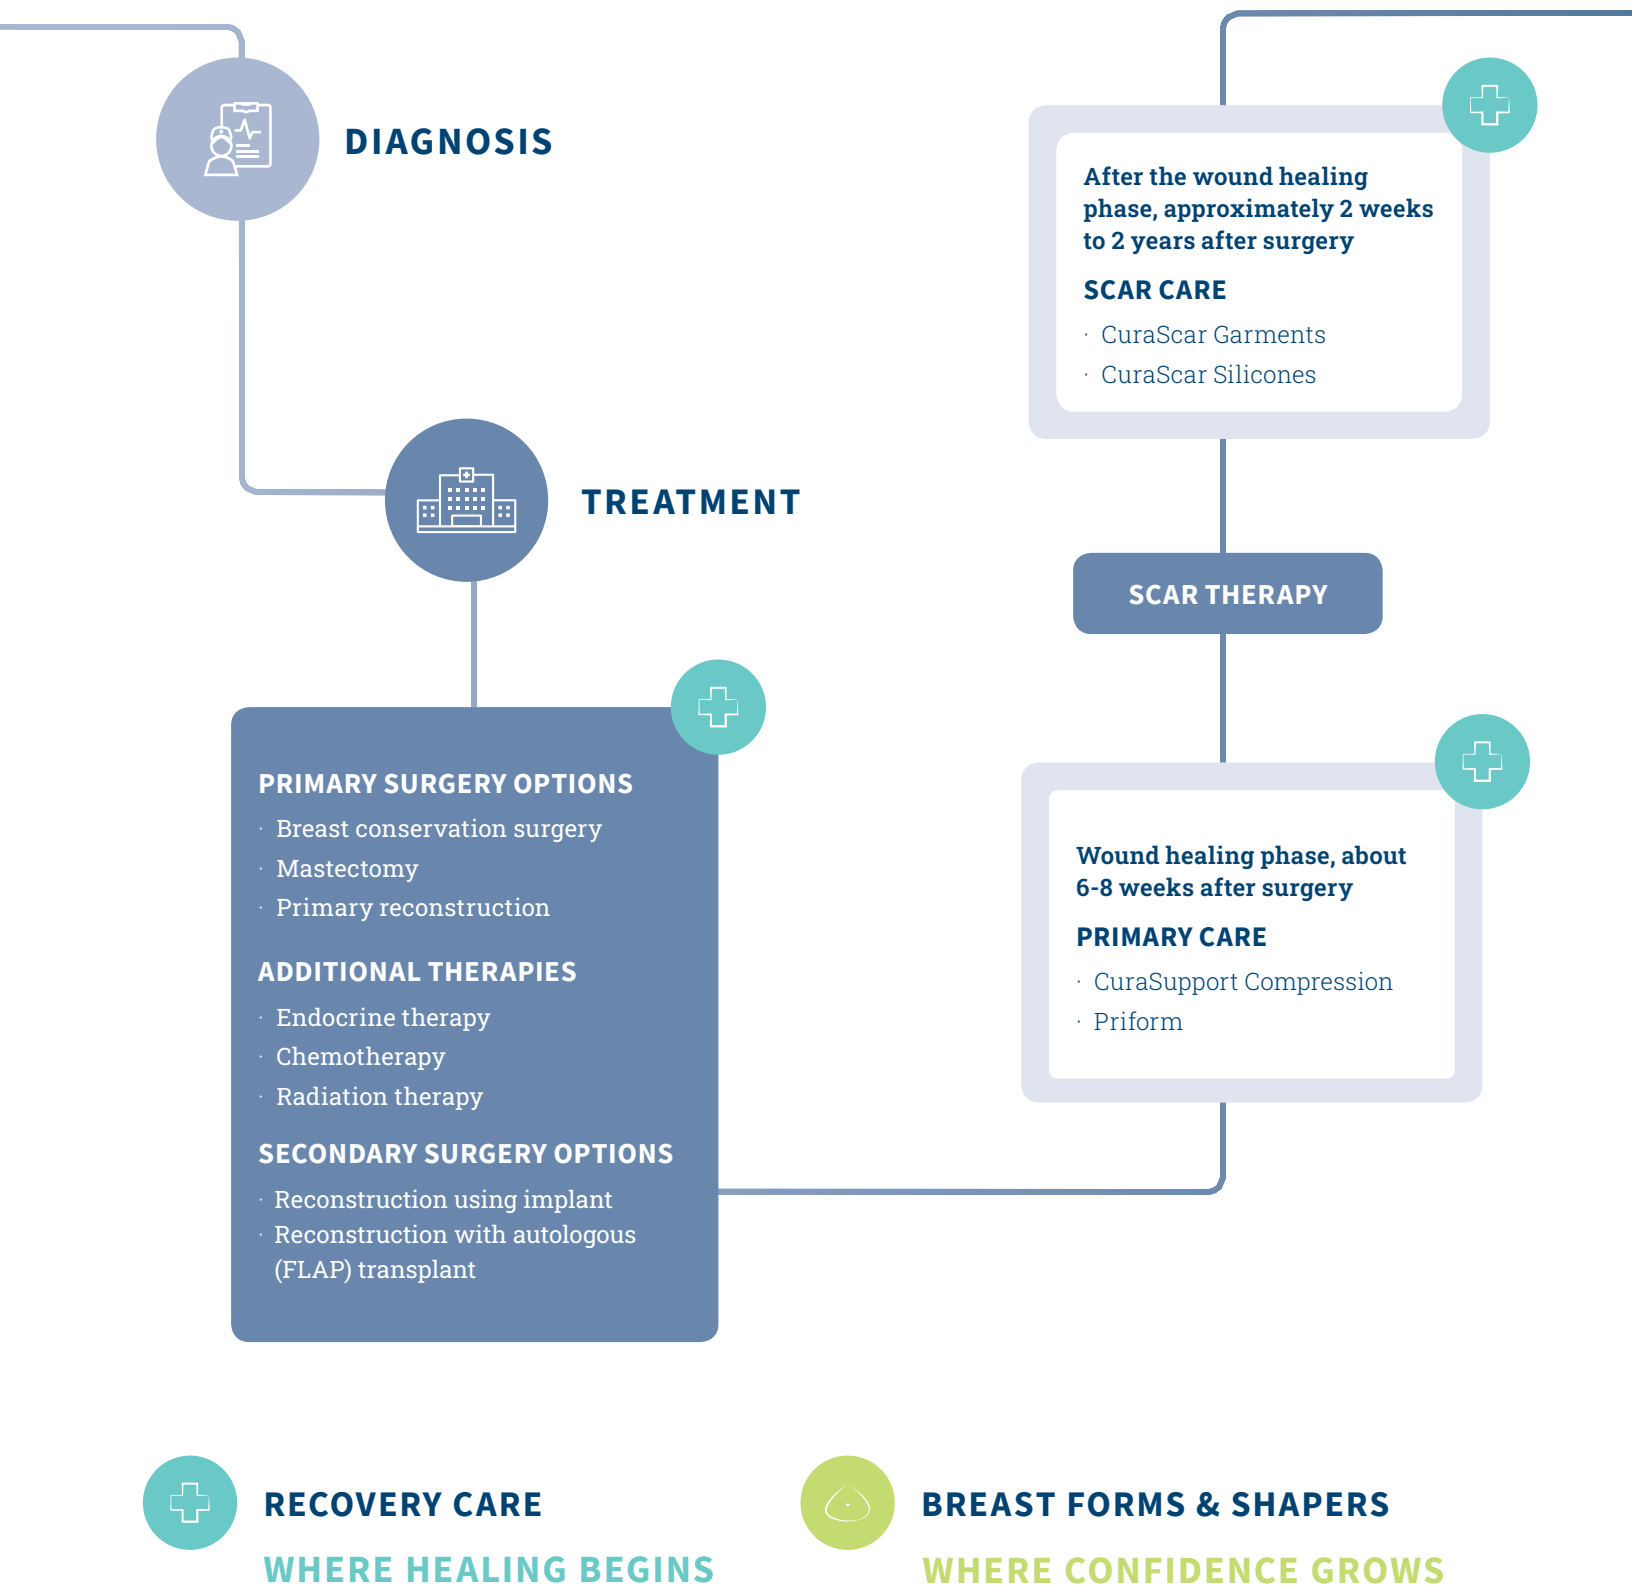 DIAGNOSIS
TREATMENT
PRIMARY SURGERY OPTIONS
· Breast conservation surgery
· Mastectomy
· Primary reconstruction
ADDITIONAL THERAPIES
· Endocrine therapy
· Chemotherapy
· Radiation therapy
SECONDARY SURGERY OPTIONS
· Reconstruction using implant
· Reconstruction with autologous
(FLAP) transplant
After the wound healing
phase, approximately 2 weeks
to 2 years after surgery
SCAR CARE
· CuraScar Garments
· CuraScar Silicones
SCAR THERAPY
Wound healing phase, about
6-8 weeks after surgery
PRIMARY CARE
· CuraSupport Compression
· Priform
RECOVERY CARE
WHERE HEALING BEGINS
BREAST FORMS & SHAPERS
WHERE CONFIDENCE GROWS